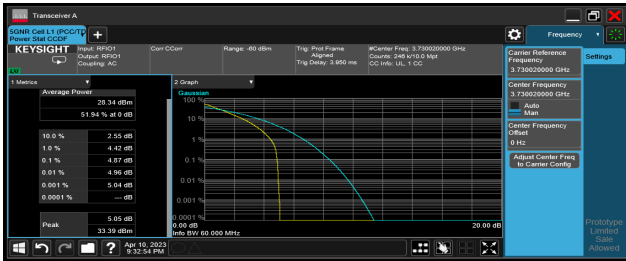 Transceiver A
5GNR Cell L1 (PCC/TD
Power Stat CCDF
Frequency
KEYSIGHT
Input: RFIO1
Output: RFIO1
Coupling: AC
Corr CCorr
Range: -60 dBm
Trig: Prot Frame
Aligned
Trig Delay: 3.950 ms
#Center Freq: 3.730020000 GHz
Counts: 246 k/10.0 Mpt
CC Info: UL, 1 CC
1 Metrics
Average Power
28.34 dBm
51.94 % at 0 dB
10.0 % 2.55 dB
1.0 % 4.42 dB
0.1 % 4.87 dB
0.01 % 4.96 dB
0.001 % 5.04 dB
0.0001 % --- dB
Peak
5.05 dB
33.39 dBm
2 Graph
Gaussian
100 %
10 %
1 %
0.1 %
0.01 %
0.001 %
0.0001 %
0.00 dB
20.00 dB
Info BW 60.000 MHz
Carrier Reference
Frequency
3.730020000 GHz
Center Frequency
3.730020000 GHz
Auto
Man
Center Frequency
Offset
0 Hz
Adjust Center Freq
to Carrier Config
Settings
Prototype
Limited
Sale
Allowed
Apr 10, 2023
9:32:54 PM